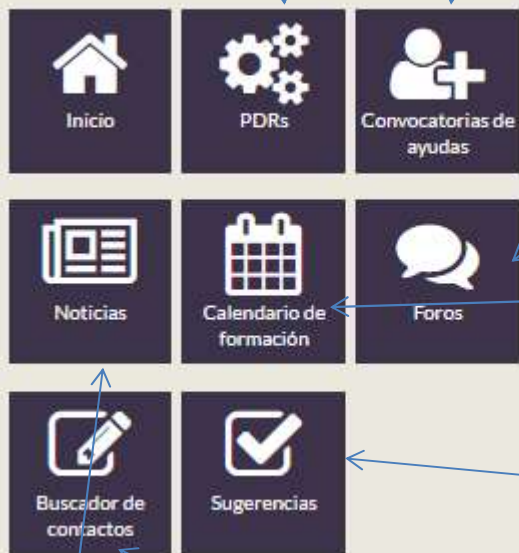 Inicio
PDRs
Convocatorias de
ayudas
Noticias
Calendario de
formación
Foros
Buscador de
contactos
Sugerencias